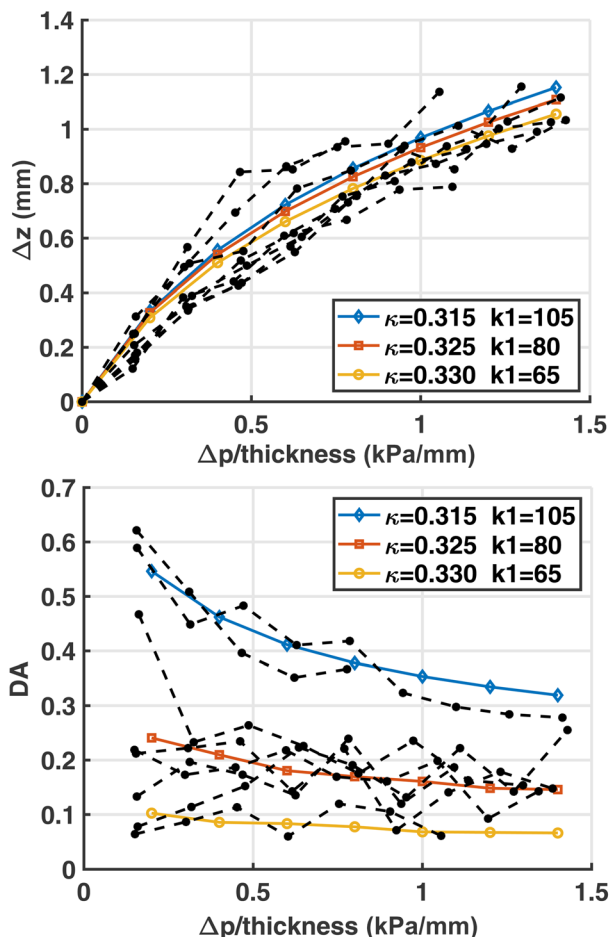 1.4
1.2
1
0.8
0.6
0.4
0.2
0
Δz (mm)
κ=0.315 k1=105
κ=0.325 k1=80
κ=0.330 k1=65
0 0.5 1 1.5
Δp/thickness (kPa/mm)
0.7
0.6
0.5
0.4
0.3
0.2
0.1
0
DA
κ=0.315 k1=105
κ=0.325 k1=80
κ=0.330 k1=65
0 0.5 1 1.5
Δp/thickness (kPa/mm)